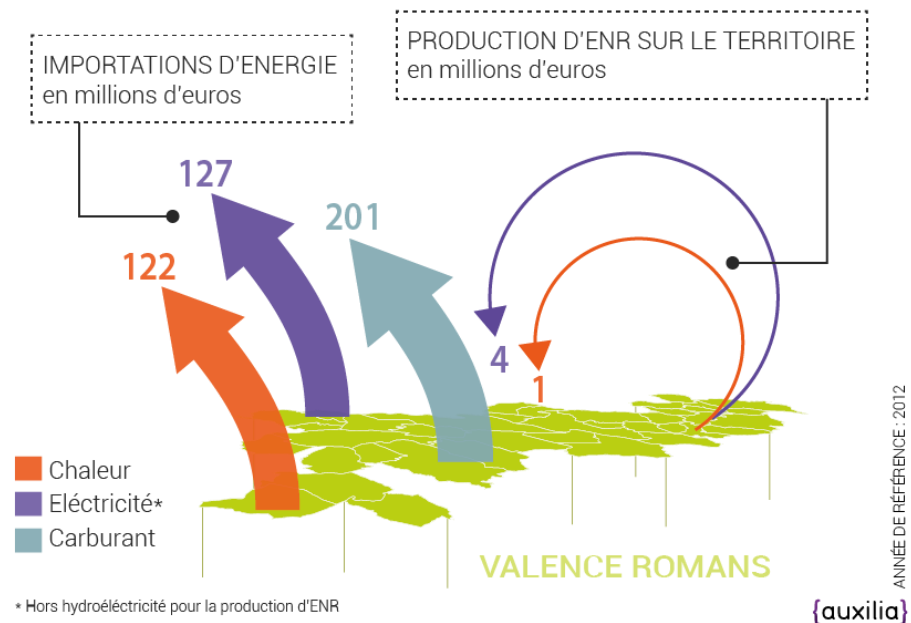 IMPORTATIONS D'ENERGIE
en millions d'euros
PRODUCTION D'ENR SUR LE TERRITOIRE
en millions d'euros
127
201
122
4
1
Chaleur
Eléctricité*
Carburant
VALENCE ROMANS
* Hors hydroéléctricité pour la production d'ENR
ANNÉE DE RÉFÉRENCE : 2012
{auxilia}